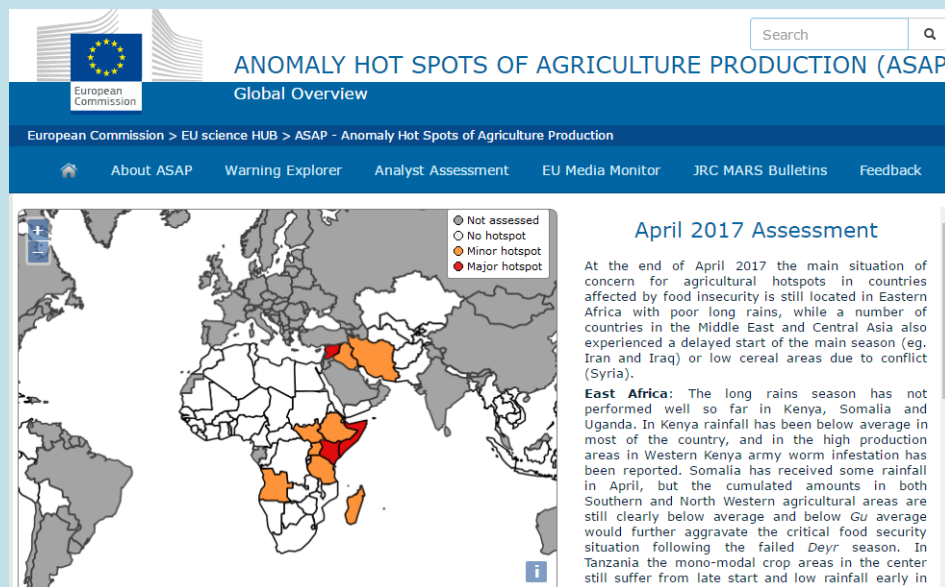 Search
ANOMALY HOT SPOTS OF AGRICULTURE PRODUCTION (ASAP
European
Commission
Global Overview
European Commission > EU science HUB > ASAP - Anomaly Hot Spots of Agriculture Production
About ASAP Warning Explorer Analyst Assessment EU Media Monitor JRC MARS Bulletins Feedback
+
−
Not assessed
No hotspot
Minor hotspot
Major hotspot
i
April 2017 Assessment
At the end of April 2017 the main situation of
concern for agricultural hotspots in countries
affected by food insecurity is still located in Eastern
Africa with poor long rains, while a number of
countries in the Middle East and Central Asia also
experienced a delayed start of the main season (eg.
Iran and Iraq) or low cereal areas due to conflict
(Syria).
East Africa: The long rains season has not
performed well so far in Kenya, Somalia and
Uganda. In Kenya rainfall has been below average in
most of the country, and in the high production
areas in Western Kenya army worm infestation has
been reported. Somalia has received some rainfall
in April, but the cumulated amounts in both
Southern and North Western agricultural areas are
still clearly below average and below Gu average
would further aggravate the critical food security
situation following the failed Deyr season. In
Tanzania the mono-modal crop areas in the center
still suffer from late start and low rainfall early in